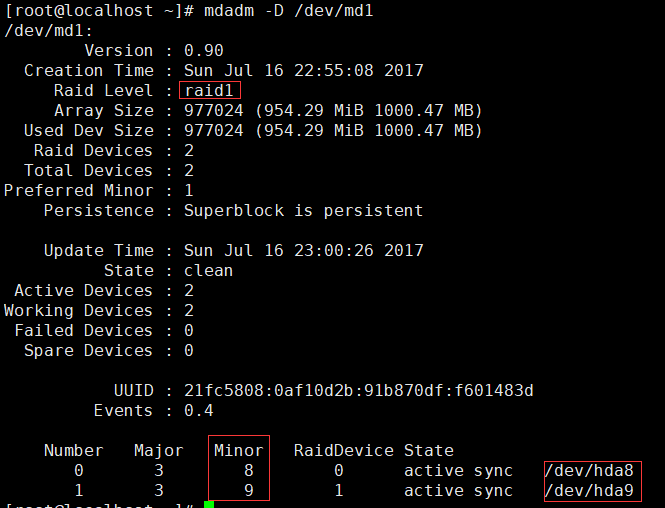 [root@localhost ~]# mdadm -D /dev/md1
/dev/md1:
Version : 0.90
Creation Time : Sun Jul 16 22:55:08 2017
Raid Level : raid1
Array Size : 977024 (954.29 MiB 1000.47 MB)
Used Dev Size : 977024 (954.29 MiB 1000.47 MB)
Raid Devices : 2
Total Devices : 2
Preferred Minor : 1
Persistence : Superblock is persistent
Update Time : Sun Jul 16 23:00:26 2017
State : clean
Active Devices : 2
Working Devices : 2
Failed Devices : 0
Spare Devices : 0
UUID : 21fc5808:0af10d2b:91b870df:f601483d
Events : 0.4
Number Major Minor RaidDevice State
0 3 8 0 active sync /dev/hda8
1 3 9 1 active sync /dev/hda9
[root@localhost ~]#